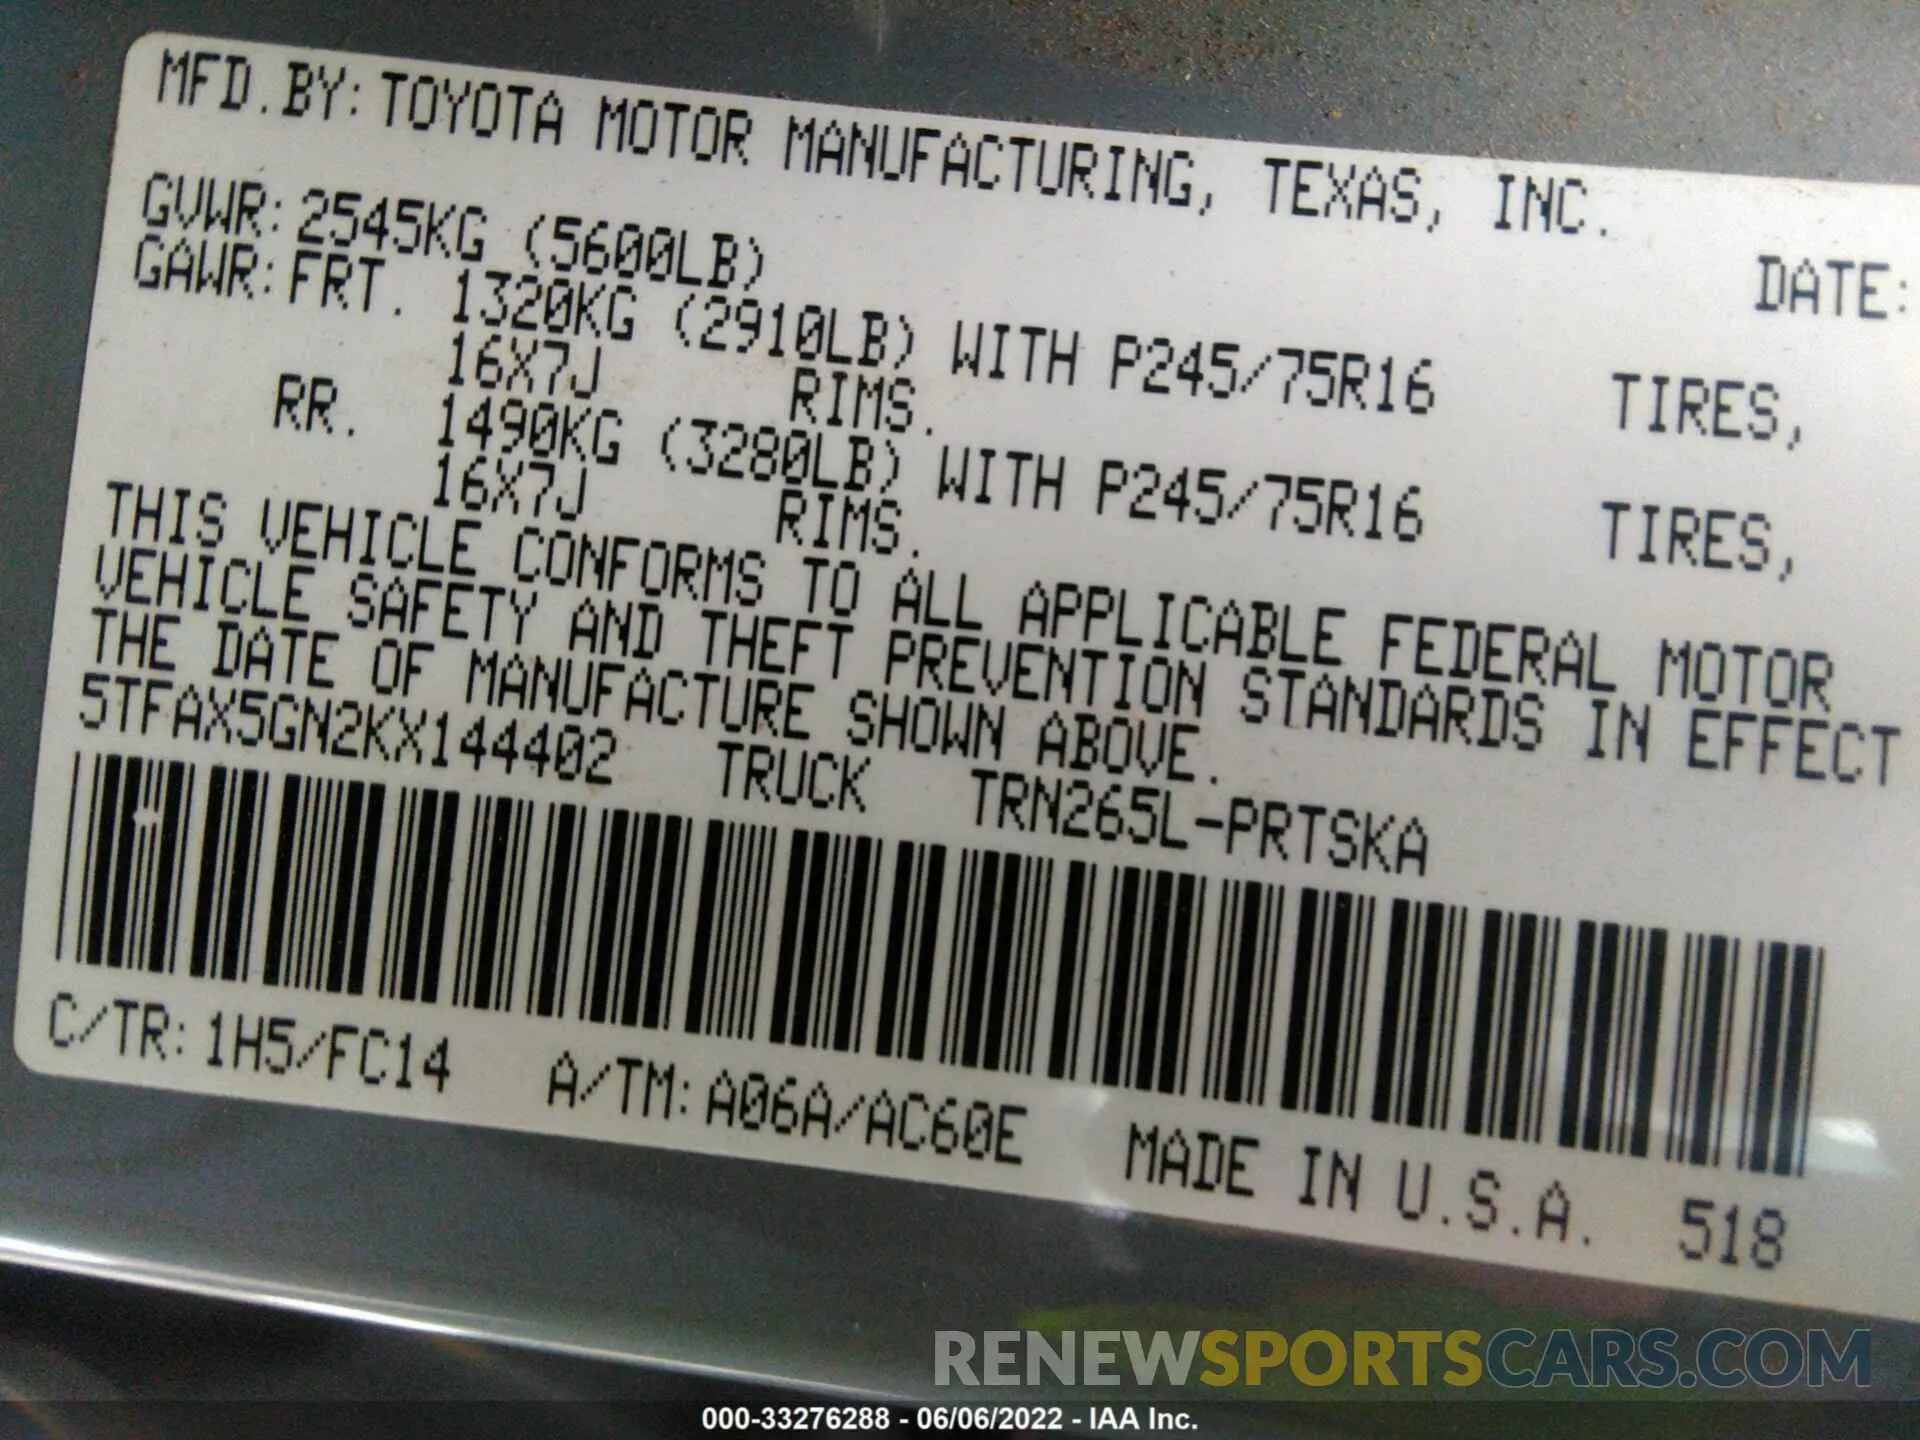 MFD.BY: TOYOTA MOTOR MANUFACTURING, TEXAS, INC.
DATE:
GVWR: 2545KG (5600LB)
GAWR: FRT. 1320KG (2910LB) WITH P245/75R16 TIRES,
16X7J RIMS.
RR. 1490KG (3280LB) WITH P245/75R16 TIRES,
16X7J RIMS.
THIS VEHICLE CONFORMS TO ALL APPLICABLE FEDERAL MOTOR
VEHICLE SAFETY AND THEFT PREVENTION STANDARDS IN EFFECT
THE DATE OF MANUFACTURE SHOWN ABOVE.
5TFAX5GN2KX144402 TRUCK TRN265L-PRTSKA
C/TR: 1H5/FC14 A/TM: A06A/AC60E MADE IN U.S.A. 518
RENEWSPORTSCARS.COM
000-33276288 - 06/06/2022 - IAA Inc.